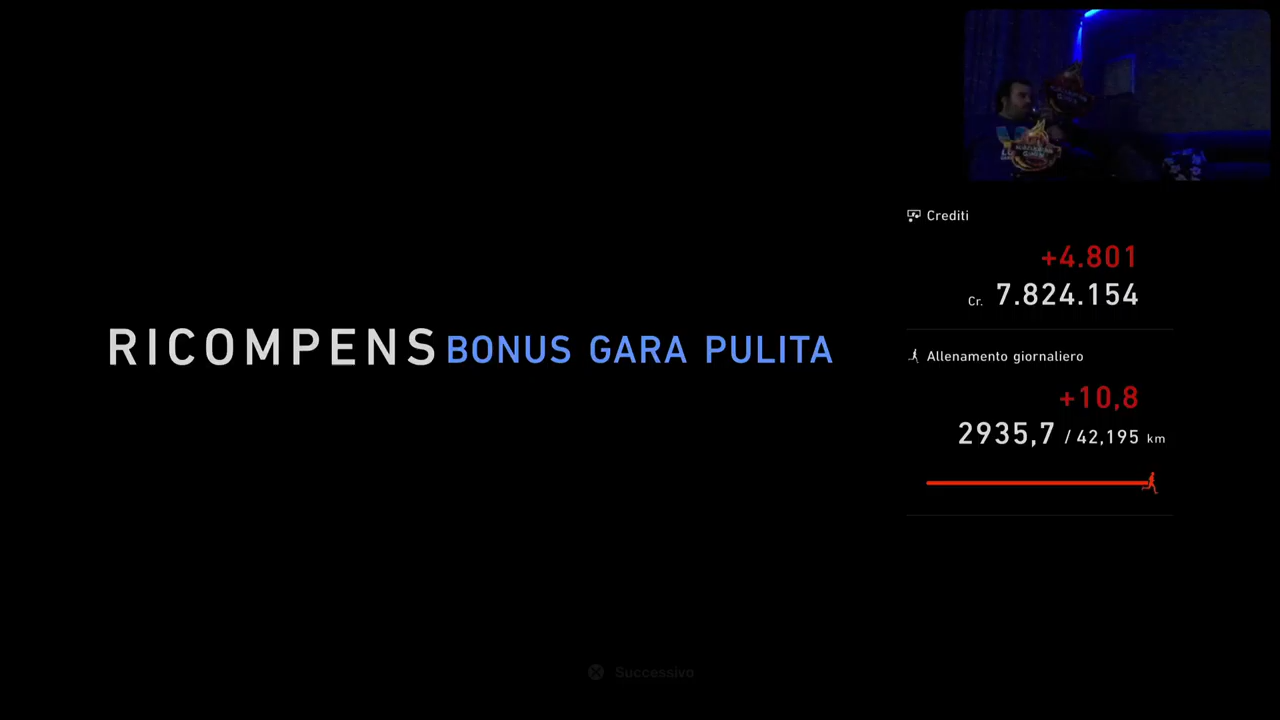 Crediti
+4.801
Cr. 7.824.154
RICOMPENS BONUS GARA PULITA
Allenamento giornaliero
+10,8
2935,7 / 42,195 km
Successivo